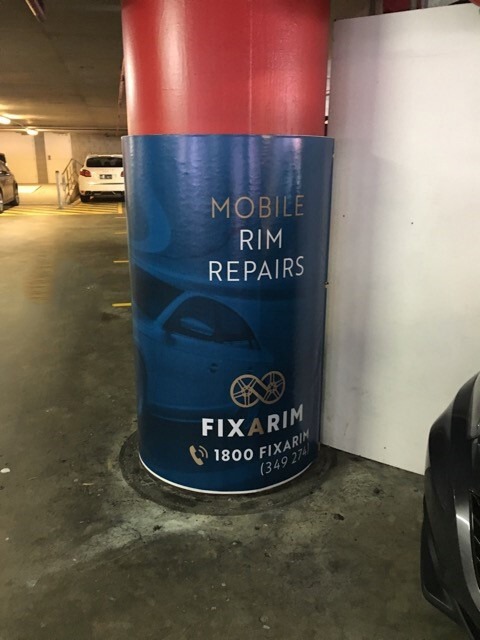 MOBILE
RIM
REPAIRS
FIXARIM
1800 FIXARIM
(349 274)